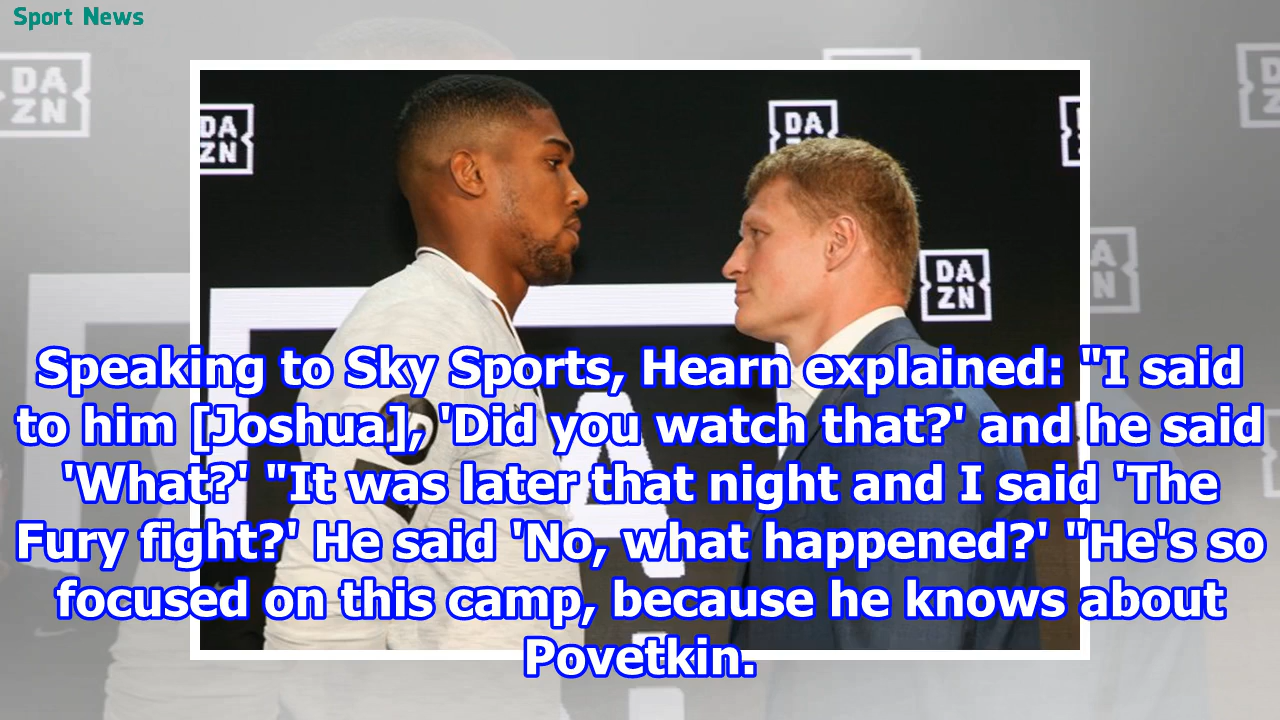 Sport News
DA
ZN
DA
ZN
DA
ZN
DA
DA
ZN
A
N
Speaking to Sky Sports, Hearn explained: "I said
to him [Joshua], 'Did you watch that?' and he said
'What?' "It was later that night and I said 'The
Fury fight?' He said 'No, what happened?' "He's so
focused on this camp, because he knows about
Povetkin.